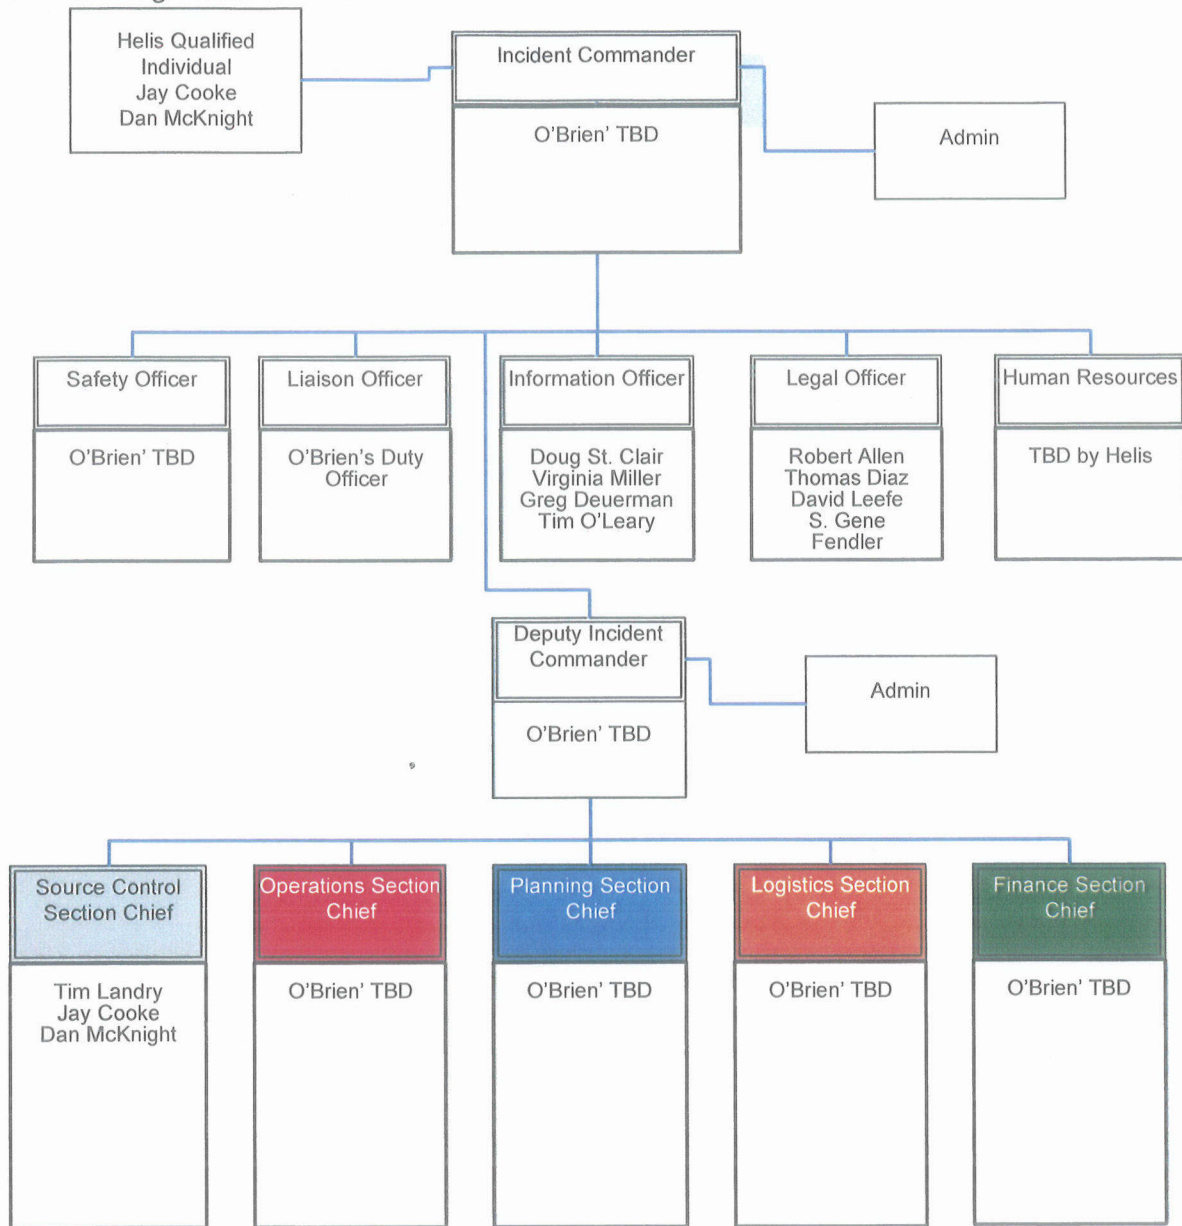 Helis Qualified
Individual
Jay Cooke
Dan McKnight
Incident Commander
O'Brien' TBD
Admin
Safety Officer
O'Brien' TBD
Liaison Officer
O'Brien's Duty
Officer
Information Officer
Doug St. Clair
Virginia Miller
Greg Deuerman
Tim O'Leary
Legal Officer
Robert Allen
Thomas Diaz
David Leefe
S. Gene
Fendler
Human Resources
TBD by Helis
Deputy Incident
Commander
O'Brien' TBD
Admin
Source Control
Section Chief
Tim Landry
Jay Cooke
Dan McKnight
Operations Section
Chief
O'Brien' TBD
Planning Section
Chief
O'Brien' TBD
Logistics Section
Chief
O'Brien' TBD
Finance Section
Chief
O'Brien' TBD